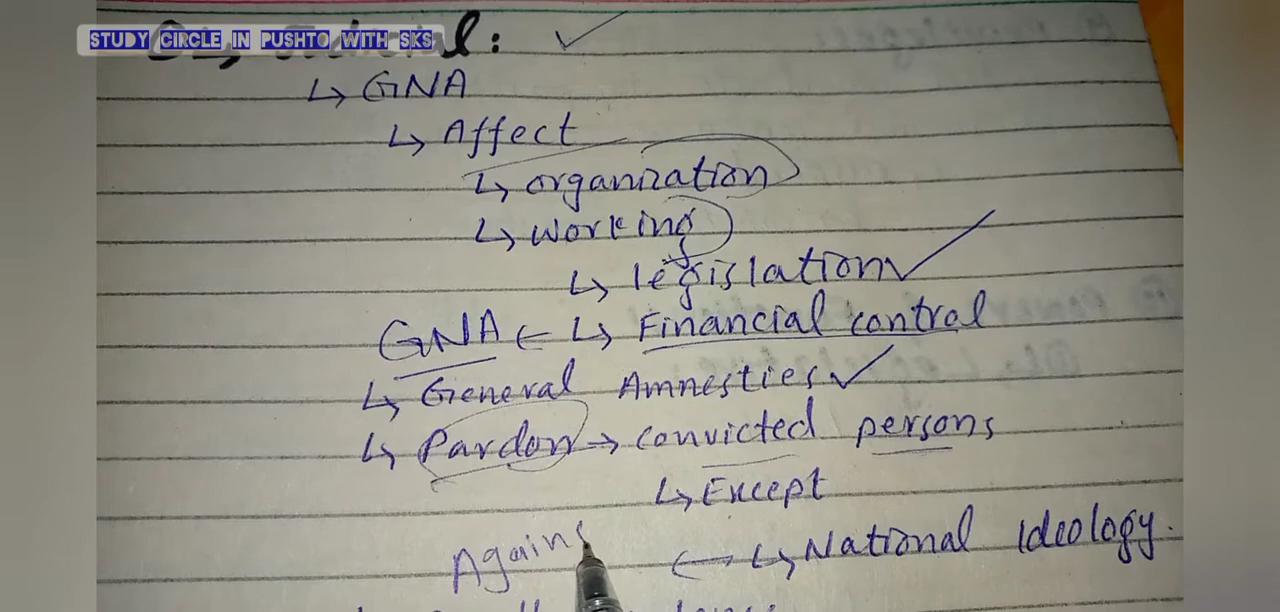 STUDY CIRCLE IN PUSHTO WITH SKS
↳ GNA
↳ Affect
↳ organization
↳ working
↳ legislation ✓
GNA ← ↳ Financial control
↳ General Amnesties ✓
↳ Pardon → convicted persons
↳ Except
Agains ← ↳ National Ideology.